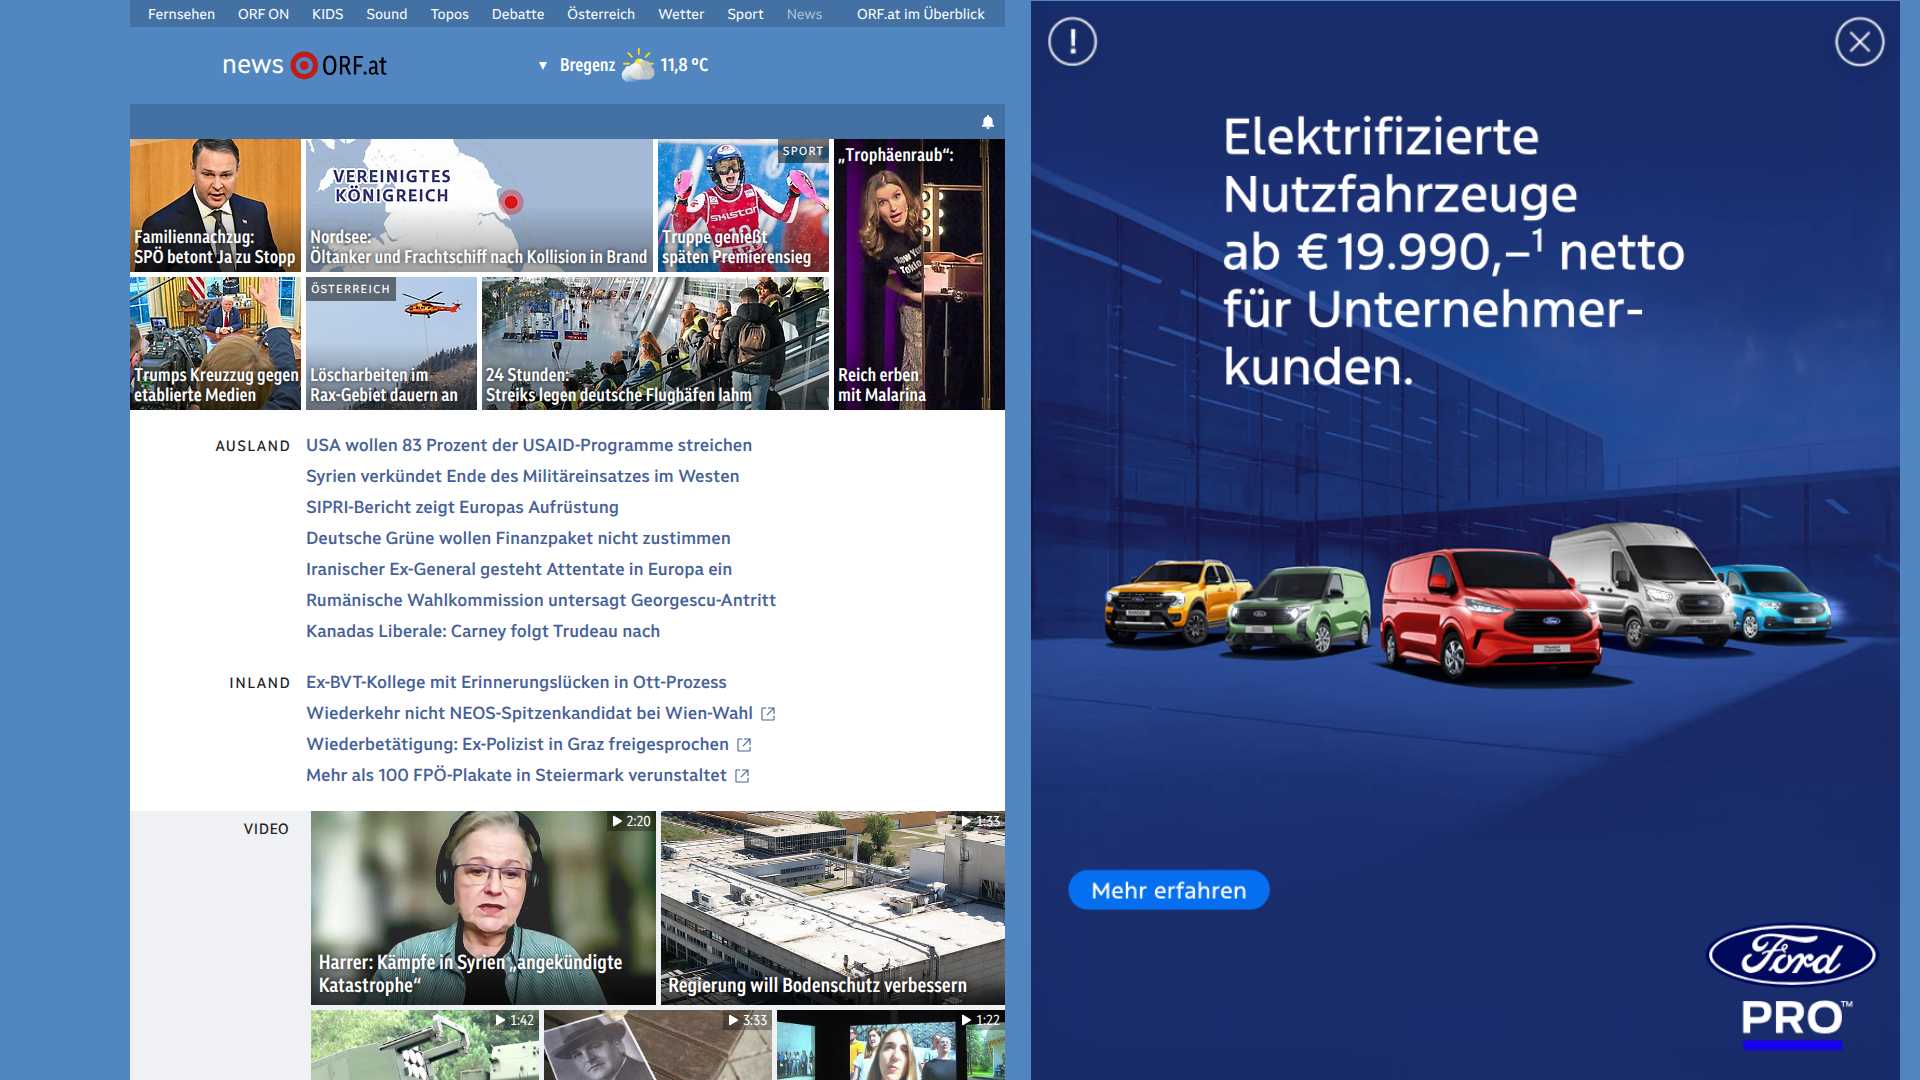 Fernsehen ORF ON KIDS Sound Topos Debatte Österreich Wetter Sport News ORF.at im Überblick
news ORF.at
Bregenz 11,8 °C
Familiennachzug:
SPÖ betont Ja zu Stopp
VEREINIGTES
KÖNIGREICH
Nordsee:
Öltanker und Frachtschiff nach Kollision in Brand
SPORT
Truppe genießt
späten Premierensieg
„Trophäenraub“:
Reich erben
mit Malarina
Trumps Kreuzzug gegen
etablierte Medien
ÖSTERREICH
Löscharbeiten im
Rax-Gebiet dauern an
24 Stunden:
Streiks legen deutsche Flughäfen lahm
AUSLAND
USA wollen 83 Prozent der USAID-Programme streichen
Syrien verkündet Ende des Militäreinsatzes im Westen
SIPRI-Bericht zeigt Europas Aufrüstung
Deutsche Grüne wollen Finanzpaket nicht zustimmen
Iranischer Ex-General gesteht Attentate in Europa ein
Rumänische Wahlkommission untersagt Georgescu-Antritt
Kanadas Liberale: Carney folgt Trudeau nach
INLAND
Ex-BVT-Kollege mit Erinnerungslücken in Ott-Prozess
Wiederkehr nicht NEOS-Spitzenkandidat bei Wien-Wahl
Wiederbetätigung: Ex-Polizist in Graz freigesprochen
Mehr als 100 FPÖ-Plakate in Steiermark verunstaltet
VIDEO
2:20
Harrer: Kämpfe in Syrien „angekündigte
Katastrophe“
1:33
Regierung will Bodenschutz verbessern
1:42
3:33
1:22
Elektrifizierte
Nutzfahrzeuge
ab € 19.990,–¹ netto
für Unternehmer-
kunden.
Mehr erfahren
Ford
PRO™